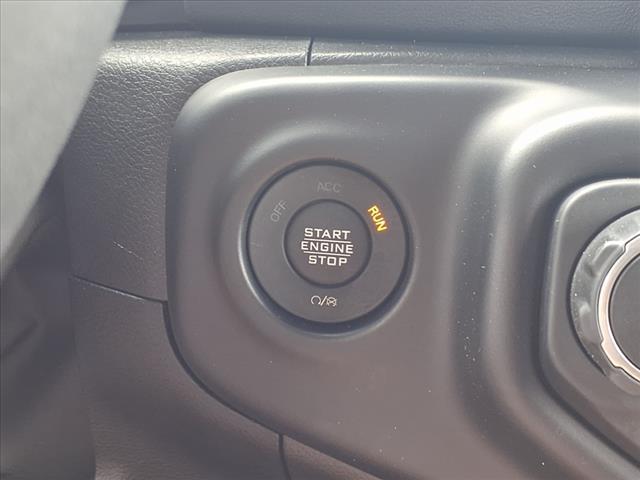 ACC
OFF
RUN
START
ENGINE
STOP